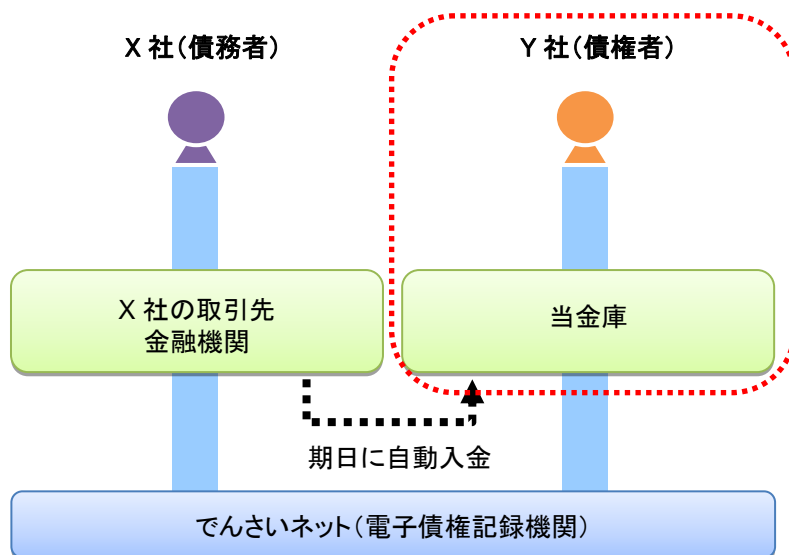 X 社（債務者）
Y 社（債権者）
X 社の取引先
金融機関
当金庫
期日に自動入金
でんさいネット（電子債権記録機関）